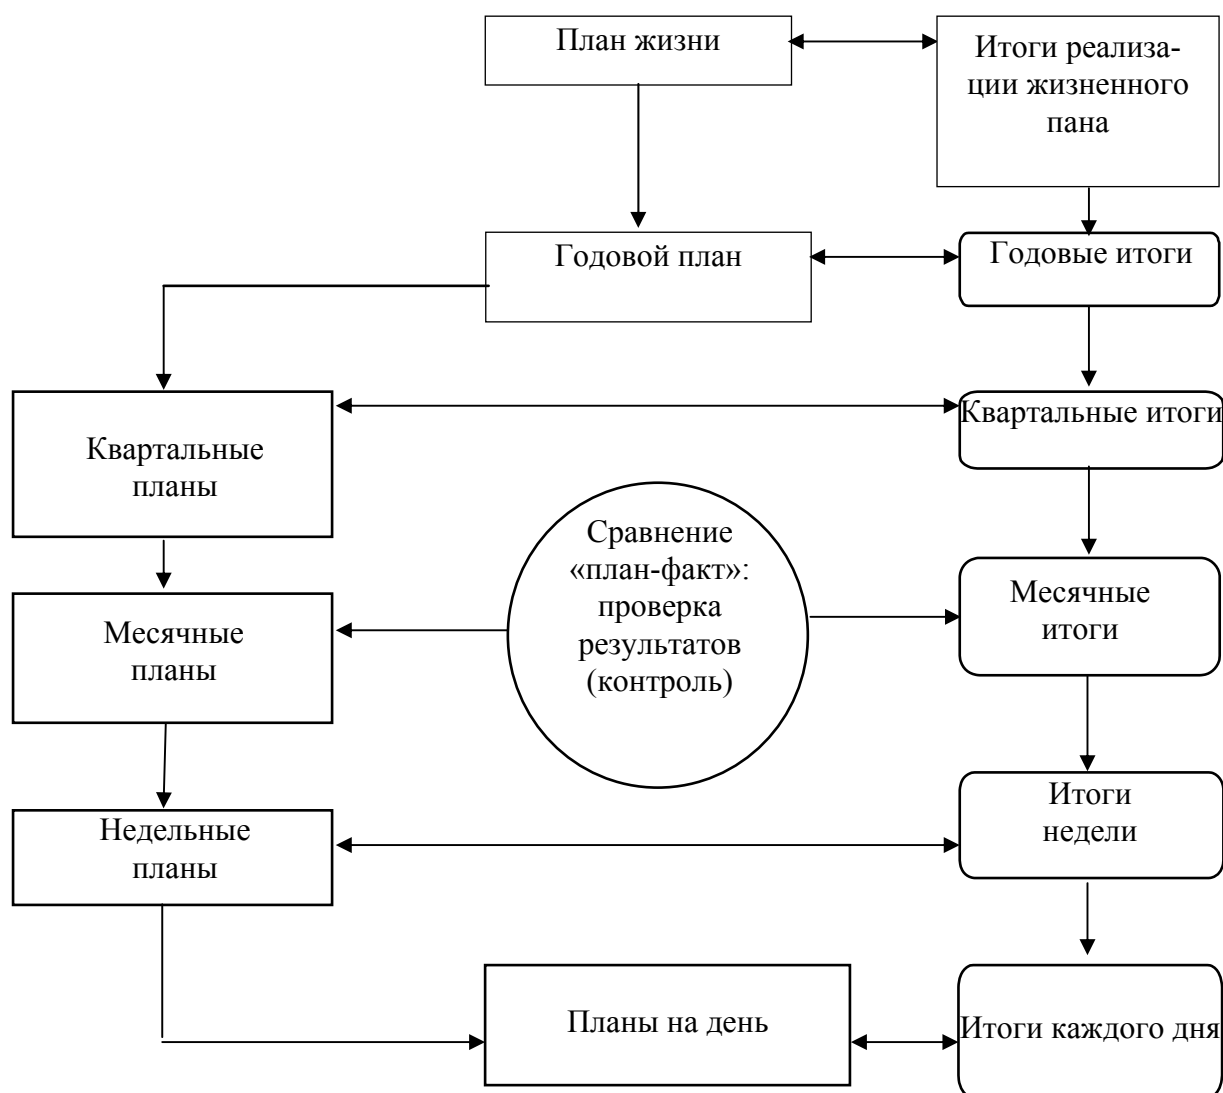 План жизни
Итоги реализа-
ции жизненного
пана
Годовой план
Годовые итоги
Квартальные
планы
Квартальные итоги
Сравнение
«план-факт»:
проверка
результатов
(контроль)
Месячные
планы
Месячные
итоги
Недельные
планы
Итоги
недели
Планы на день
Итоги каждого дня